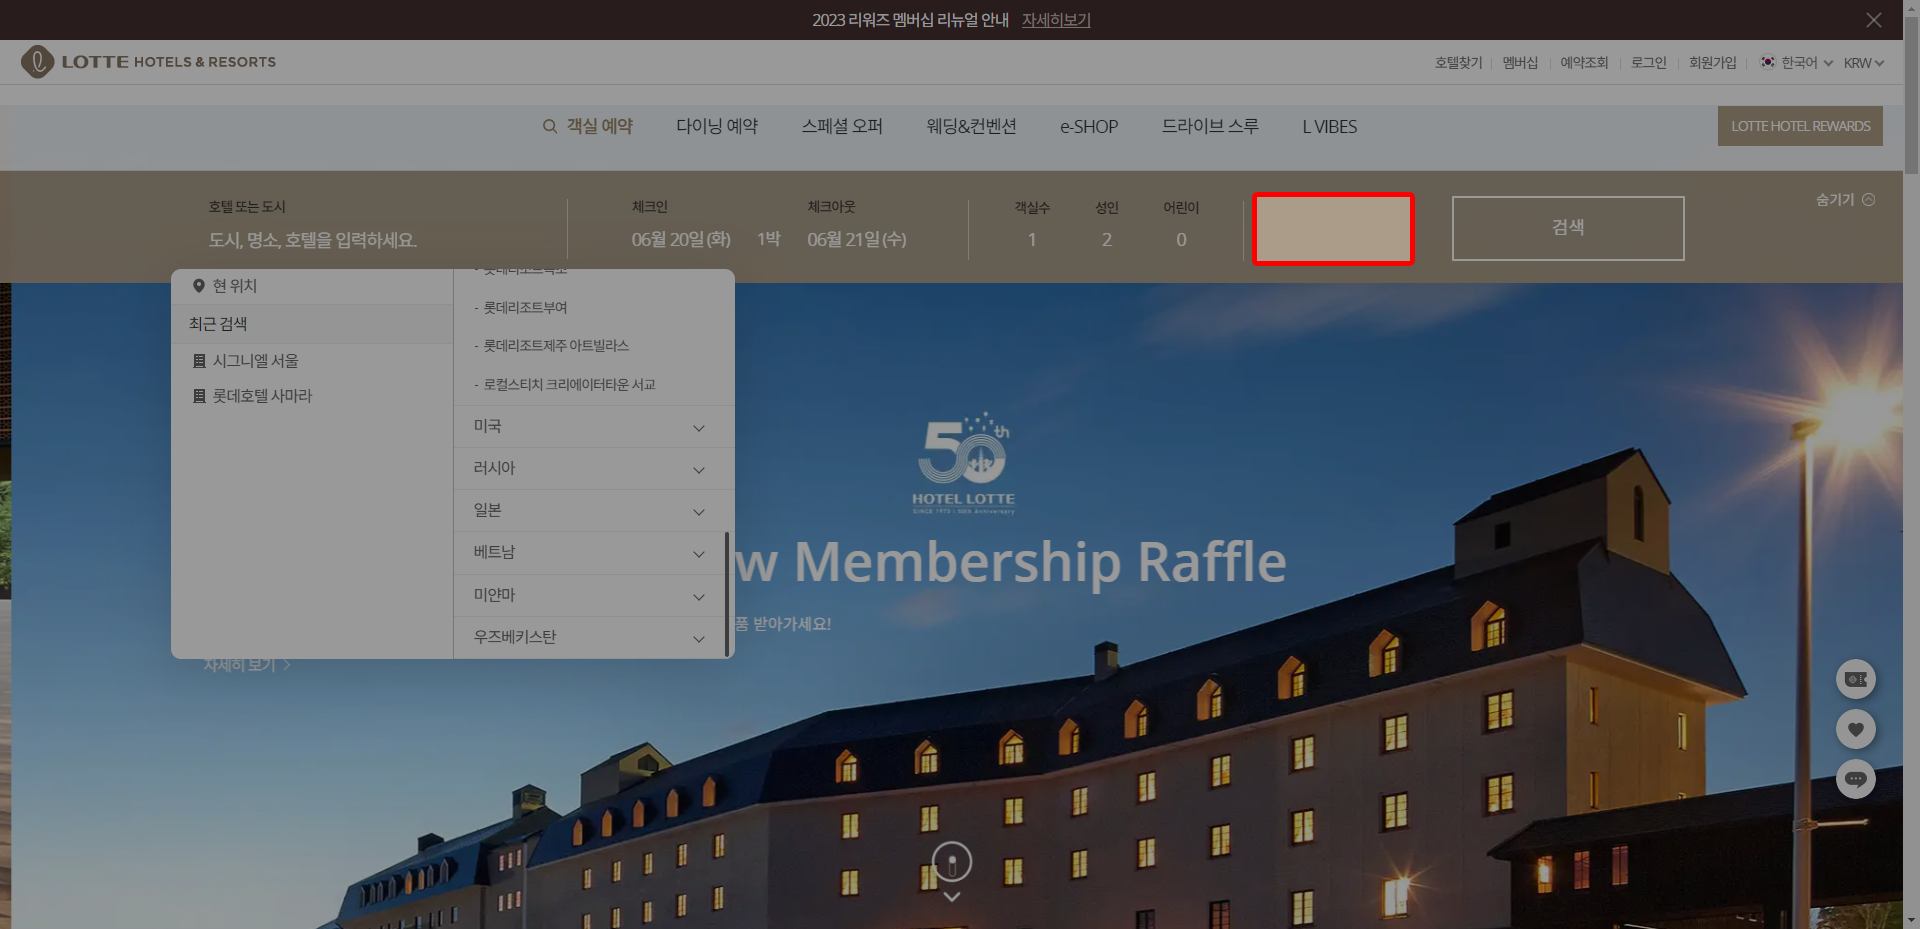 2023 리워즈 멤버십 리뉴얼 안내 자세히보기
LOTTE HOTELS & RESORTS
호텔찾기 멤버십 예약조회 로그인 회원가입 한국어 KRW
객실 예약 다이닝 예약 스페셜 오퍼 웨딩&컨벤션 e-SHOP 드라이브 스루 L VIBES
LOTTE HOTEL REWARDS
호텔 또는 도시 체크인 체크아웃 객실수 성인 어린이
도시, 명소, 호텔을 입력하세요. 06월 20일 (화) 1박 06월 21일 (수) 1 2 0
검색
숨기기
현 위치
최근 검색
시그니엘 서울
롯데호텔 사마라
- 롯데리조트속초
- 롯데리조트부여
- 롯데리조트제주 아트빌라스
- 로컬스티치 크리에이터타운 서교
미국
러시아
일본
베트남
미얀마
우즈베키스탄
50th
HOTEL LOTTE
SINCE 1973 | 50th Anniversary
w Membership Raffle
품 받아가세요!
자세히 보기